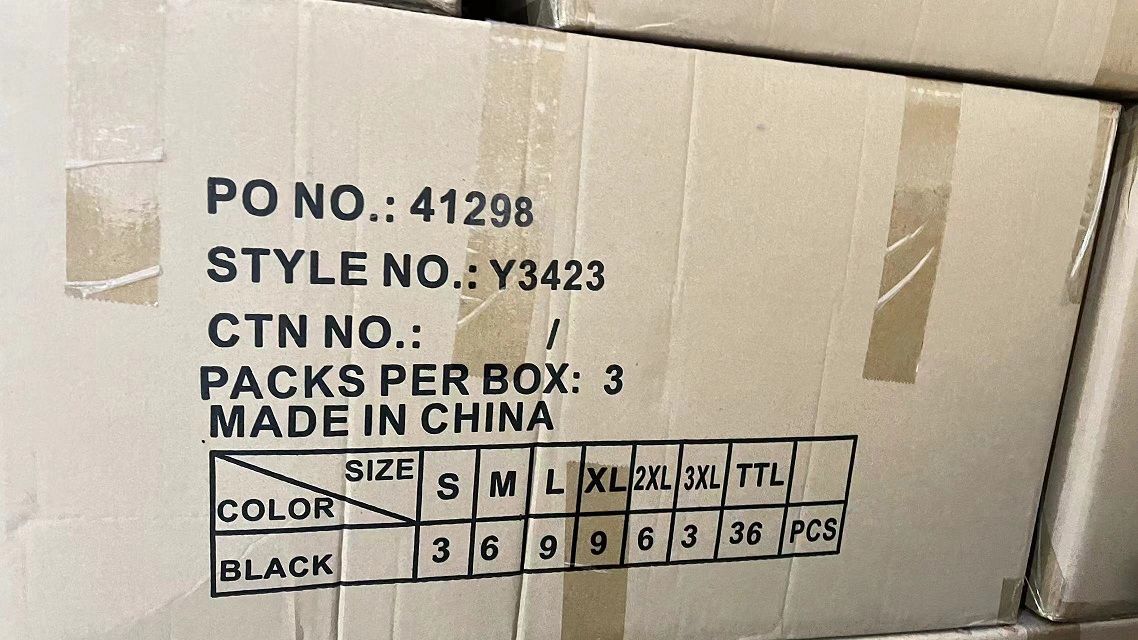 PO NO.: 41298
STYLE NO.: Y3423
CTN NO.: /
PACKS PER BOX: 3
MADE IN CHINA
SIZE S M L XL 2XL 3XL TTL
COLOR
BLACK 3 6 9 9 6 3 36 PCS